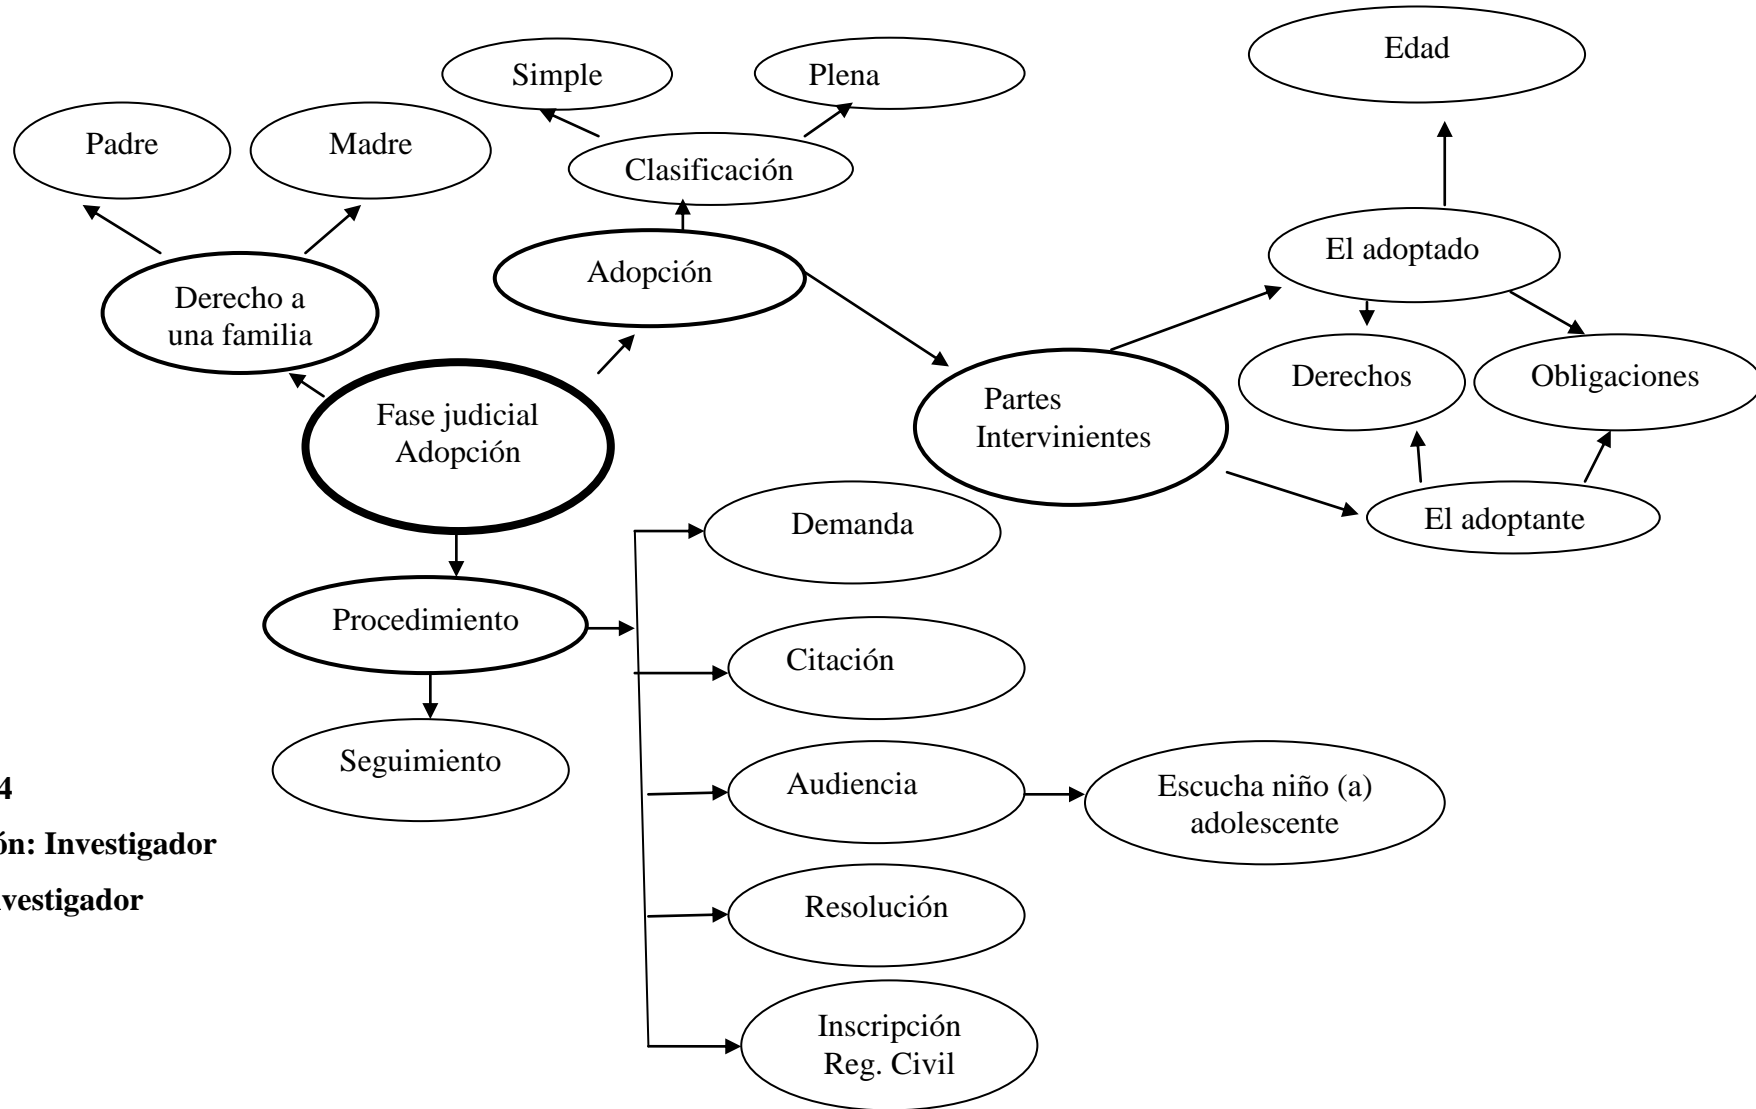 Edad
Simple
Plena
Padre
Madre
Clasificación
El adoptado
Adopción
Derecho a
una familia
Derechos
Obligaciones
Partes
Intervinientes
Fase judicial
Adopción
El adoptante
Demanda
Procedimiento
Citación
Seguimiento
Audiencia
Escucha niño (a)
adolescente
4
ón: Investigador
vestigador
Resolución
Inscripción
Reg. Civil